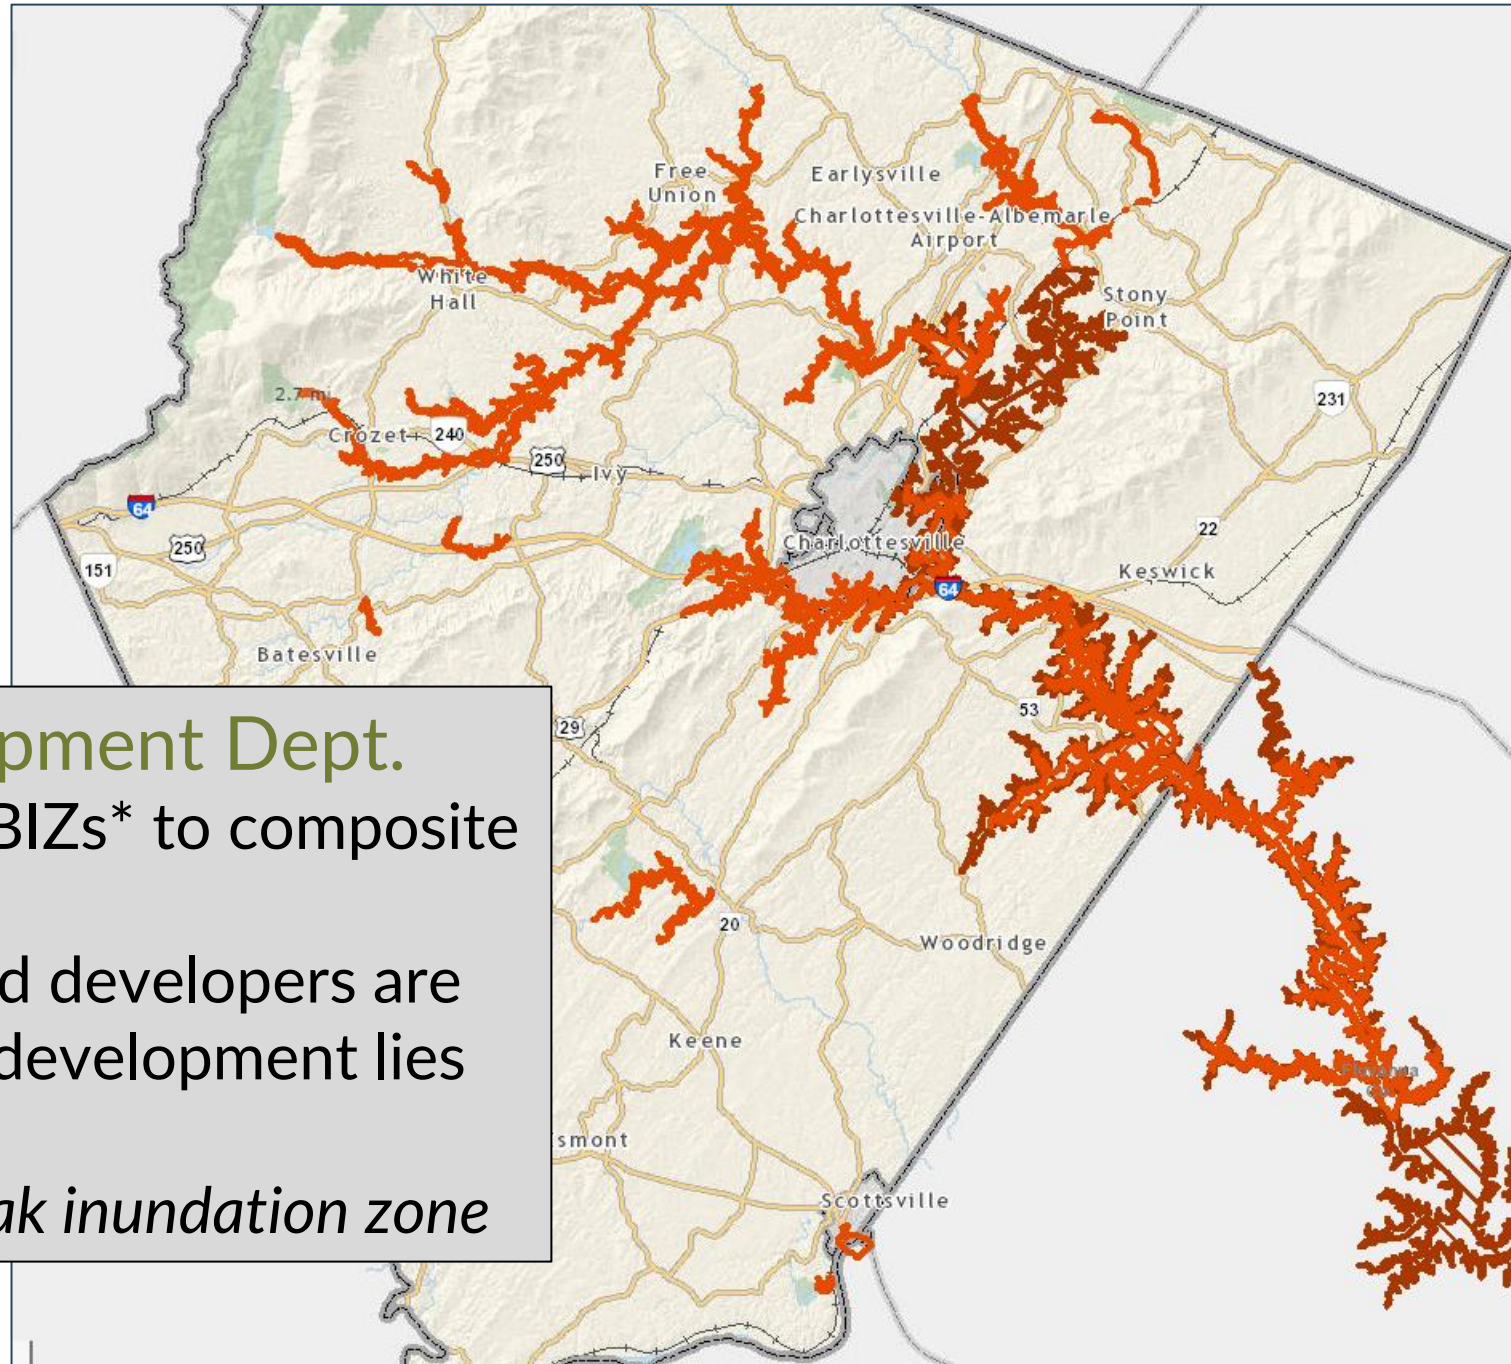 Free
Union
Earlysville
Charlottesville-Albemarle
Airport
White
Hall
Stony
Point
2.7 mi
231
Crozet
240
250
Ivy
64
22
250
Charlottesville
151
64
Keswick
Batesville
53
29
pment Dept.
BIZs* to composite
d developers are
development lies
ak inundation zone
20
Woodridge
Keene
smont
Scottsville